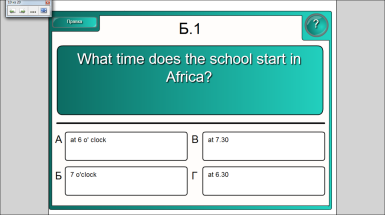 Правка
Б.1
?
What time does the school start in
Africa?
А
at 6 o' clock
В
at 7.30
Б
7 o'clock
Г
at 6.30